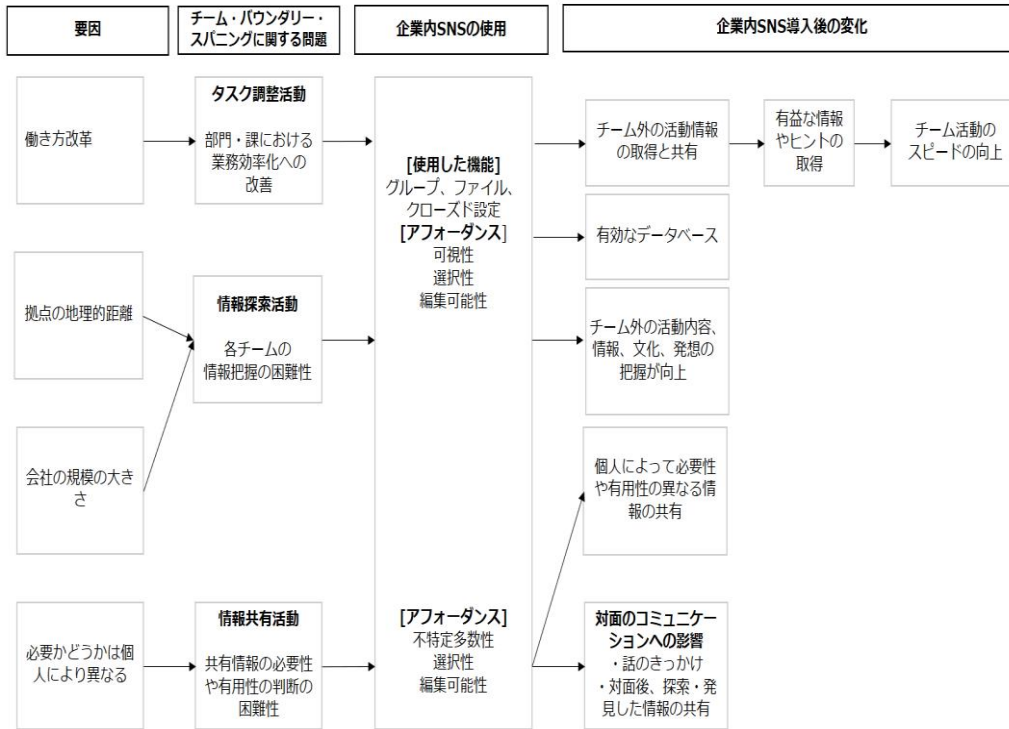 要因
チーム・バウンダリー・
スパニングに関する問題
企業内SNSの使用
企業内SNS導入後の変化
働き方改革
拠点の地理的距離
会社の規模の大き
さ
必要かどうかは個
人により異なる
タスク調整活動
部門・課における
業務効率化への
改善
情報探索活動
各チームの
情報把握の困難性
情報共有活動
共有情報の必要性
や有用性の判断の
困難性
[使用した機能]
グループ、ファイル、
クローズド設定
[アフォーダンス]
可視性
選択性
編集可能性
[アフォーダンス]
不特定多数性
選択性
編集可能性
チーム外の活動情報
の取得と共有
有益な情報
やヒントの
取得
チーム活動の
スピードの向上
有効なデータベース
チーム外の活動内容、
情報、文化、発想の
把握が向上
個人によって必要性
や有用性の異なる情
報の共有
対面のコミュニケー
ションへの影響
・話のきっかけ
・対面後、探索・発
見した情報の共有